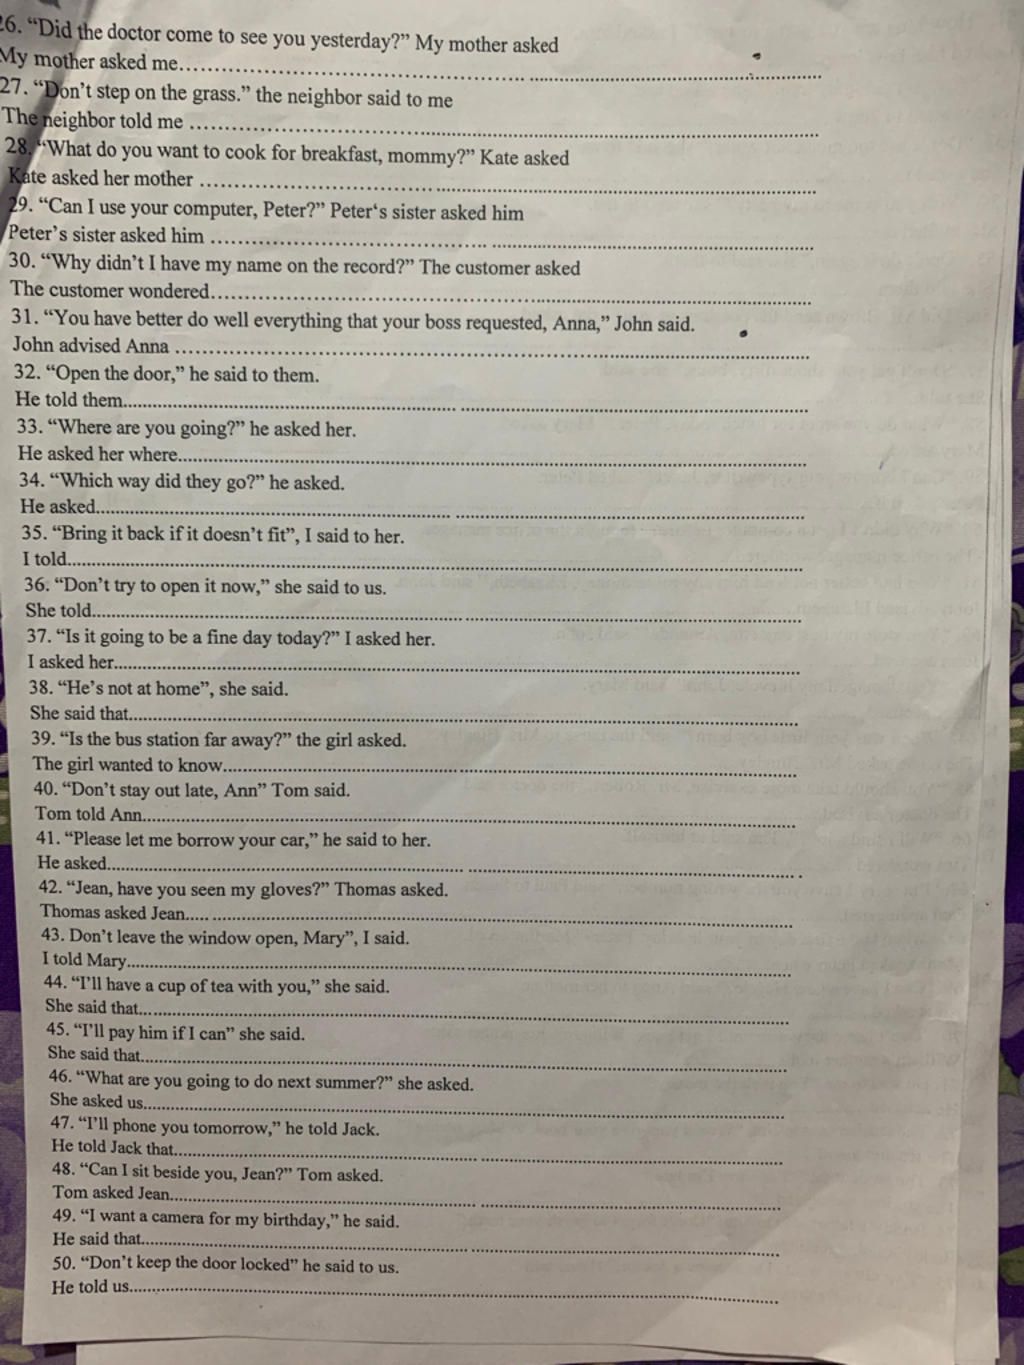 26. “Did the doctor come to see you yesterday?” My mother asked
My mother asked me.................................................................................................
27. “Don’t step on the grass.” the neighbor said to me
The neighbor told me .................................................................................................
28. “What do you want to cook for breakfast, mommy?” Kate asked
Kate asked her mother .................................................................................................
29. “Can I use your computer, Peter?” Peter‘s sister asked him
Peter’s sister asked him .................................................................................................
30. “Why didn’t I have my name on the record?” The customer asked
The customer wondered.................................................................................................
31. “You have better do well everything that your boss requested, Anna,” John said.
John advised Anna .................................................................................................
32. “Open the door,” he said to them.
He told them.................................................................................................
33. “Where are you going?” he asked her.
He asked her where.................................................................................................
34. “Which way did they go?” he asked.
He asked.................................................................................................
35. “Bring it back if it doesn’t fit”, I said to her.
I told.................................................................................................
36. “Don’t try to open it now,” she said to us.
She told.................................................................................................
37. “Is it going to be a fine day today?” I asked her.
I asked her.................................................................................................
38. “He’s not at home”, she said.
She said that.................................................................................................
39. “Is the bus station far away?” the girl asked.
The girl wanted to know.................................................................................................
40. “Don’t stay out late, Ann” Tom said.
Tom told Ann.................................................................................................
41. “Please let me borrow your car,” he said to her.
He asked................................................................................................. .
42. “Jean, have you seen my gloves?” Thomas asked.
Thomas asked Jean..... ............................................................................................
43. Don’t leave the window open, Mary”, I said.
I told Mary.................................................................................................
44. “I’ll have a cup of tea with you,” she said.
She said that.................................................................................................
45. “I’ll pay him if I can” she said.
She said that.................................................................................................
46. “What are you going to do next summer?” she asked.
She asked us.................................................................................................
47. “I’ll phone you tomorrow,” he told Jack.
He told Jack that.................................................................................................
48. “Can I sit beside you, Jean?” Tom asked.
Tom asked Jean.................................................................................................
49. “I want a camera for my birthday,” he said.
He said that.................................................................................................
50. “Don’t keep the door locked” he said to us.
He told us.................................................................................................